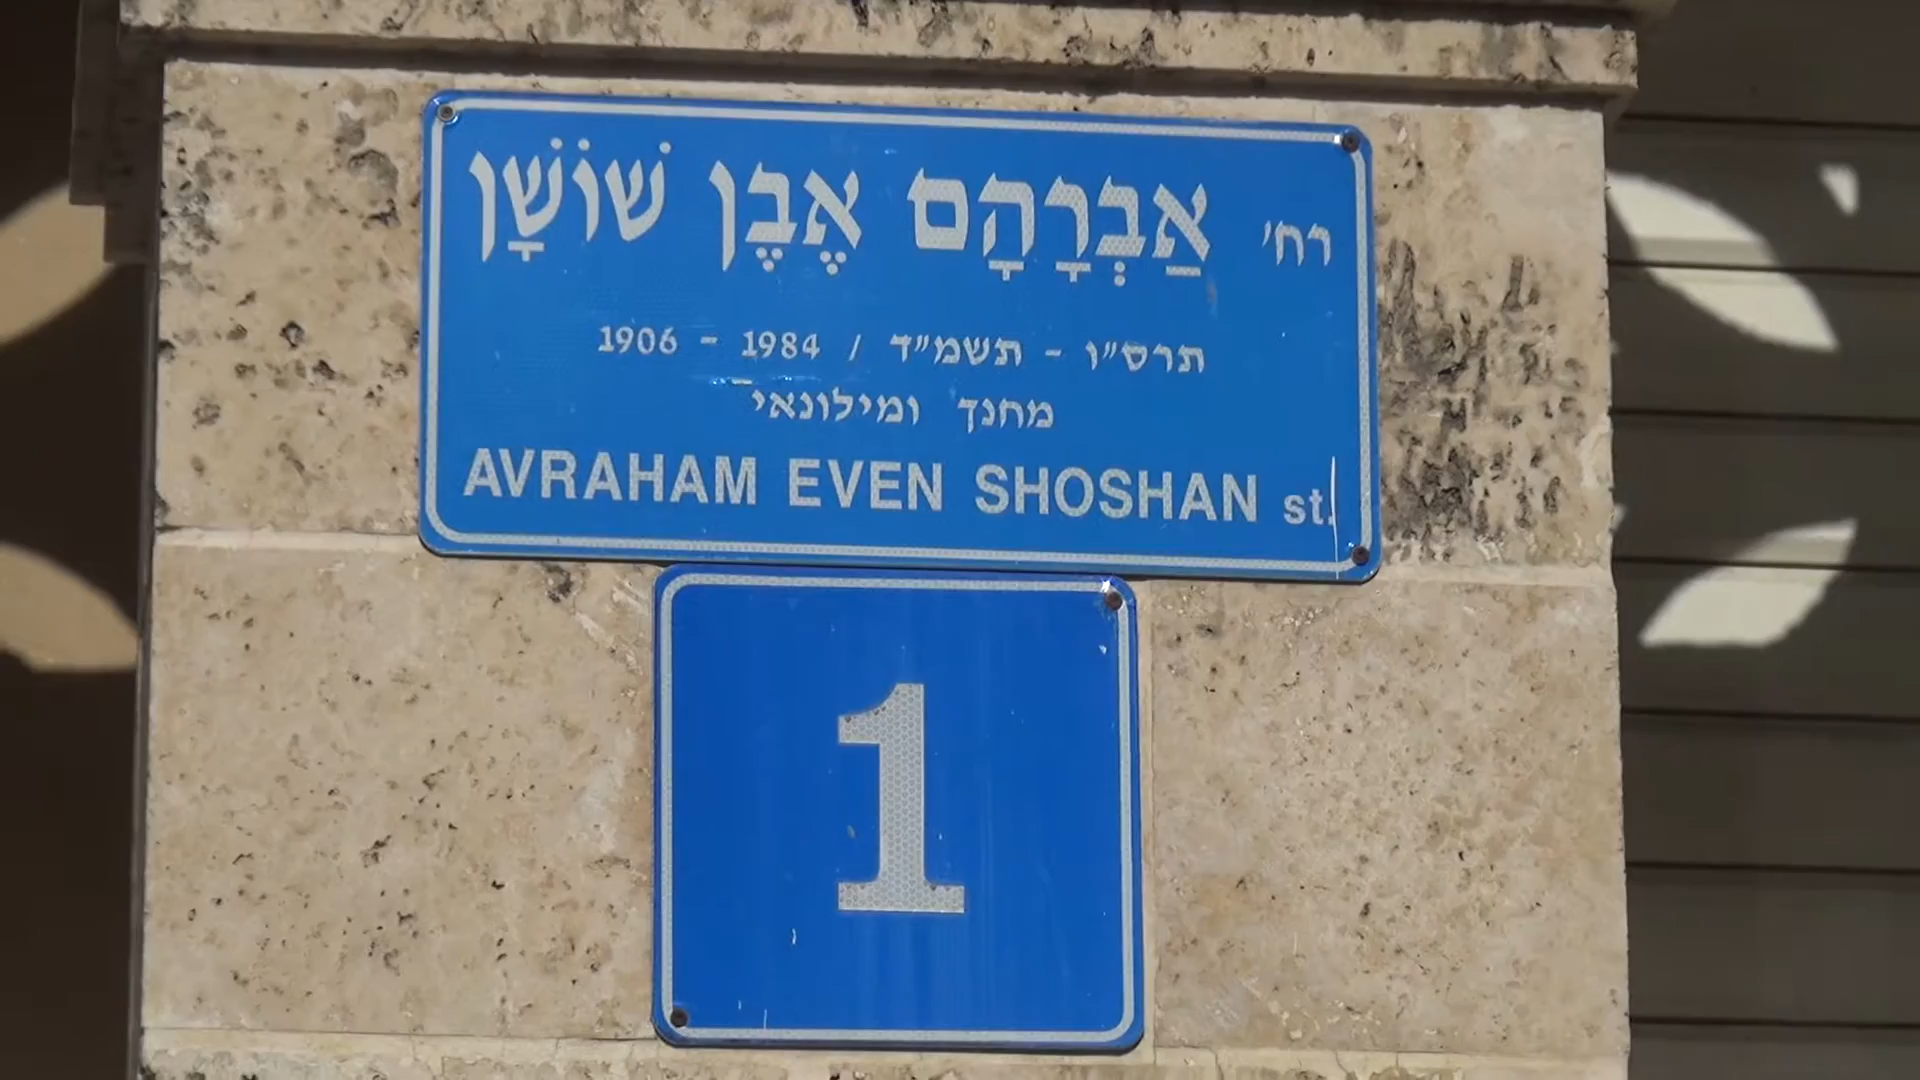 רח' אַבְרָהָם אֶבֶן שׁוֹשָׁן
תרס"ו - תשמ"ד / 1984 - 1906
מחנך ומילונאי
AVRAHAM EVEN SHOSHAN st.
1